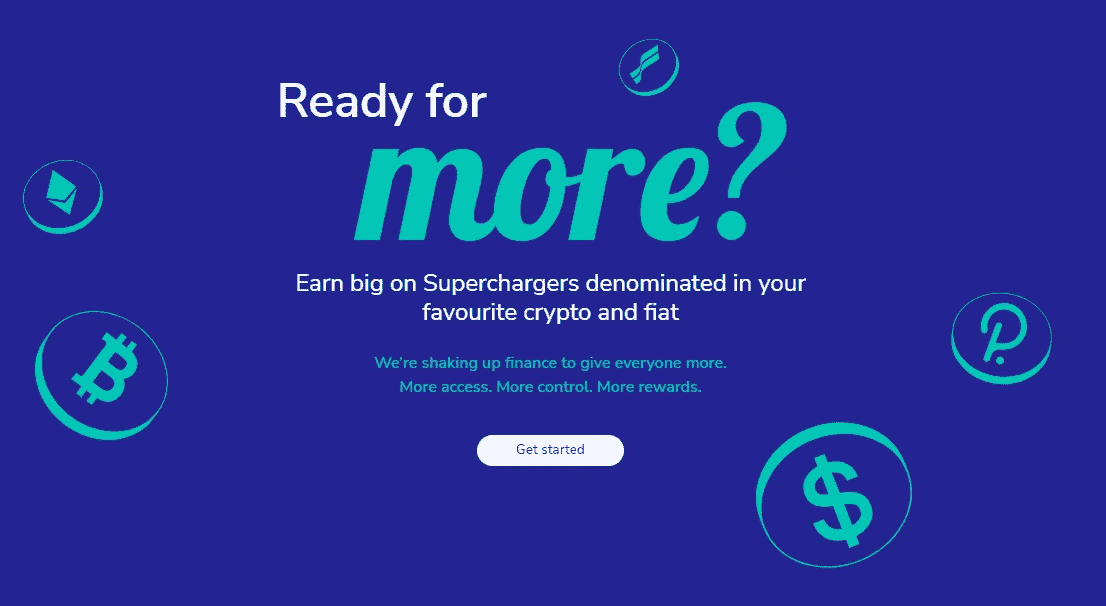 Ready for
more?
Earn big on Superchargers denominated in your
favourite crypto and fiat
We're shaking up finance to give everyone more.
More access. More control. More rewards.
Get started